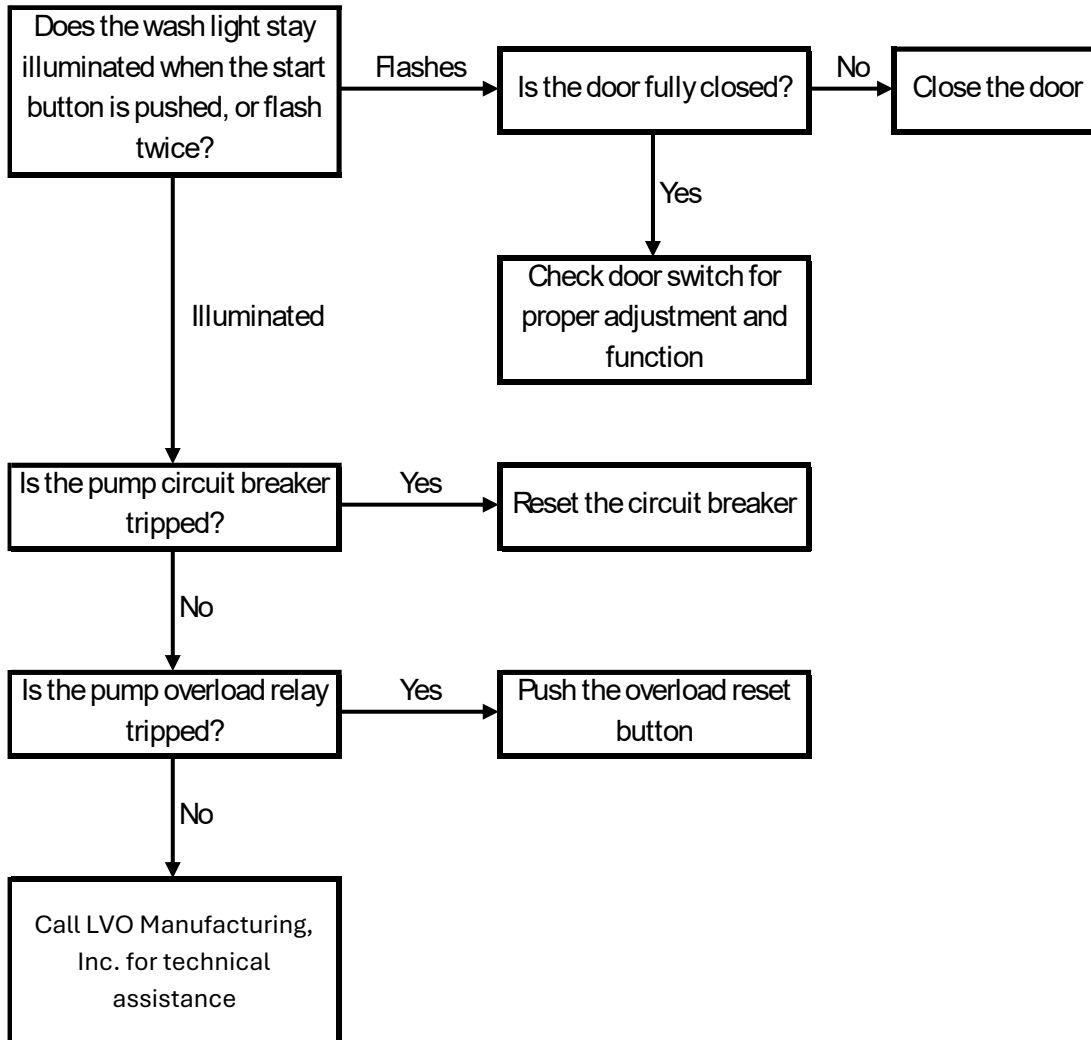 Does the wash light stay
illuminated when the start
button is pushed, or flash
twice?
Flashes
Is the door fully closed?
No
Close the door
Yes
Check door switch for
proper adjustment and
function
Illuminated
Is the pump circuit breaker
tripped?
Yes
Reset the circuit breaker
No
Is the pump overload relay
tripped?
Yes
Push the overload reset
button
No
Call LVO Manufacturing,
Inc. for technical
assistance